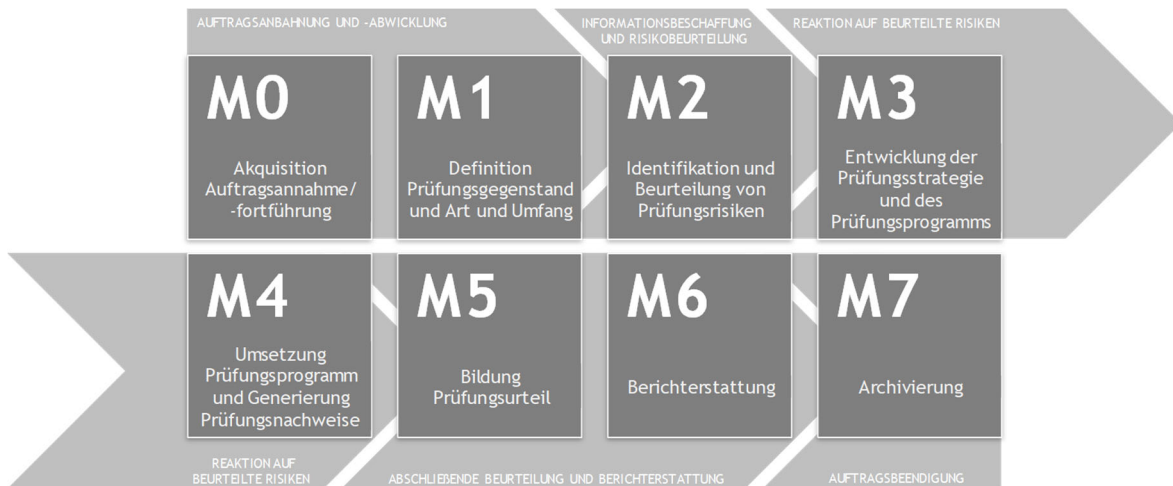 AUFTRAGSANBAHNUNG UND -ABWICKLUNG
INFORMATIONSBESCHAFFUNG
UND RISIKOBEURTEILUNG
REAKTION AUF BEURTEILTE RISIKEN
M0
Akquisition
Auftragsannahme/
-fortführung
M1
Definition
Prüfungsgegenstand
und Art und Umfang
M2
Identifikation und
Beurteilung von
Prüfungsrisiken
M3
Entwicklung der
Prüfungsstrategie
und des
Prüfungsprogramms
M4
Umsetzung
Prüfungsprogramm
und Generierung
Prüfungsnachweise
M5
Bildung
Prüfungsurteil
M6
Berichterstattung
M7
Archivierung
REAKTION AUF
BEURTEILTE RISIKEN
ABSCHLIEßENDE BEURTEILUNG UND BERICHTERSTATTUNG
AUFTRAGSBEENDIGUNG